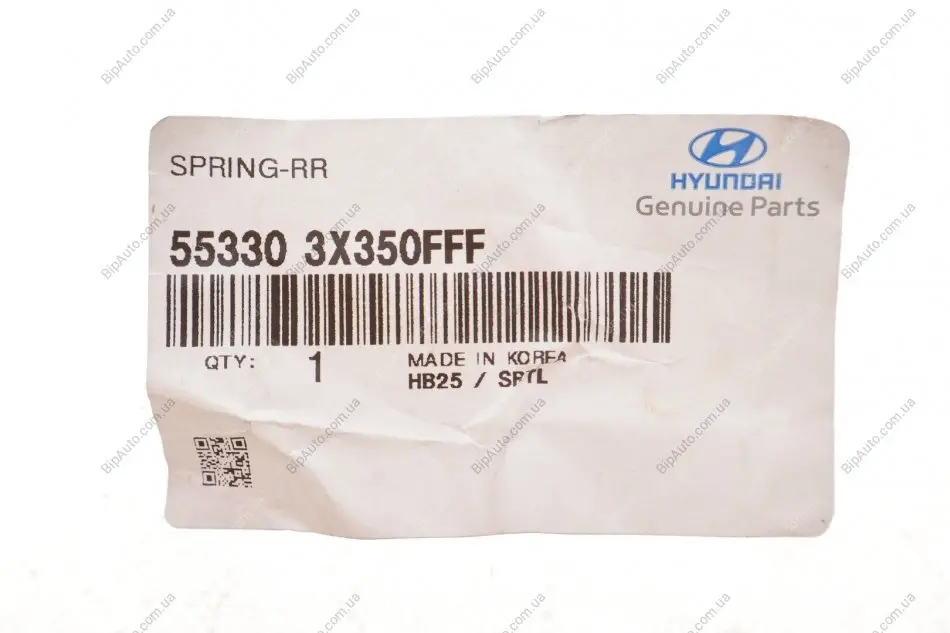 SPRING-RR
HYUNDAI
Genuine Parts
55330 3X350FFF
QTY: 1
MADE IN KOREA
HB25 / SRTL
BipAuto.com.ua